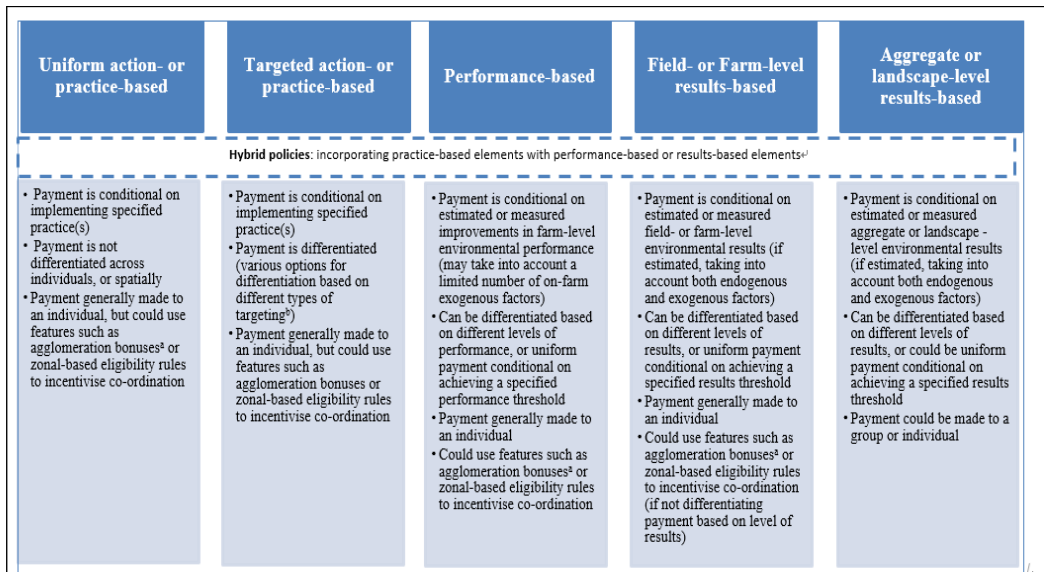 Uniform action- or
practice-based
Targeted action- or
practice-based
Performance-based
Field- or Farm-level
results-based
Aggregate or
landscape-level
results-based
Hybrid policies: incorporating practice-based elements with performance-based or results-based elements↵
• Payment is conditional on
implementing specified
practice(s)
• Payment is not
differentiated across
individuals, or spatially
• Payment generally made to
an individual, but could use
features such as
agglomeration bonusesᵃ or
zonal-based eligibility rules
to incentivise co-ordination
• Payment is conditional on
implementing specified
practice(s)
• Payment is differentiated
(various options for
differentiation based on
different types of
targetingᵇ)
• Payment generally made to
an individual, but could use
features such as
agglomeration bonuses or
zonal-based eligibility rules
to incentivise co-ordination
• Payment is conditional on
estimated or measured
improvements in farm-level
environmental performance
(may take into account a
limited number of on-farm
exogenous factors)
• Can be differentiated based
on different levels of
performance, or uniform
payment conditional on
achieving a specified
performance threshold
• Payment generally made to
an individual
• Could use features such as
agglomeration bonusesᵃ or
zonal-based eligibility rules
to incentivise co-ordination
• Payment is conditional on
estimated or measured
field- or farm-level
environmental results (if
estimated, taking into
account both endogenous
and exogenous factors)
• Can be differentiated based
on different levels of
results, or uniform payment
conditional on achieving a
specified results threshold
• Payment generally made to
an individual
• Could use features such as
agglomeration bonusesᵃ or
zonal-based eligibility rules
to incentivise co-ordination
(if not differentiating
payment based on level of
results)
• Payment is conditional on
estimated or measured
aggregate or landscape -
level environmental results
(if estimated, taking into
account both endogenous
and exogenous factors)
• Can be differentiated based
on different levels of
results, or could be uniform
payment conditional on
achieving a specified results
threshold
• Payment could be made to a
group or individual